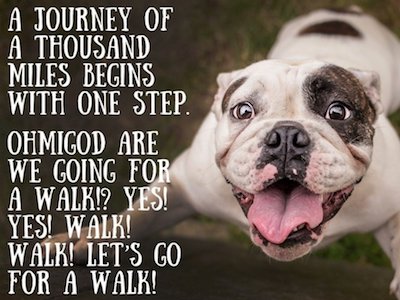 A JOURNEY OF
A THOUSAND
MILES BEGINS
WITH ONE STEP.
OHMIGOD ARE
WE GOING FOR
A WALK!? YES!
YES! WALK!
WALK! LET'S GO
FOR A WALK!